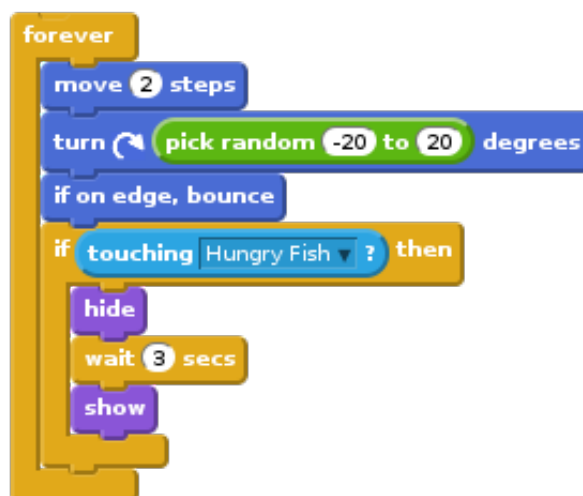 forever
move 2 steps
turn pick random -20 to 20 degrees
if on edge, bounce
if touching Hungry Fish ? then
hide
wait 3 secs
show